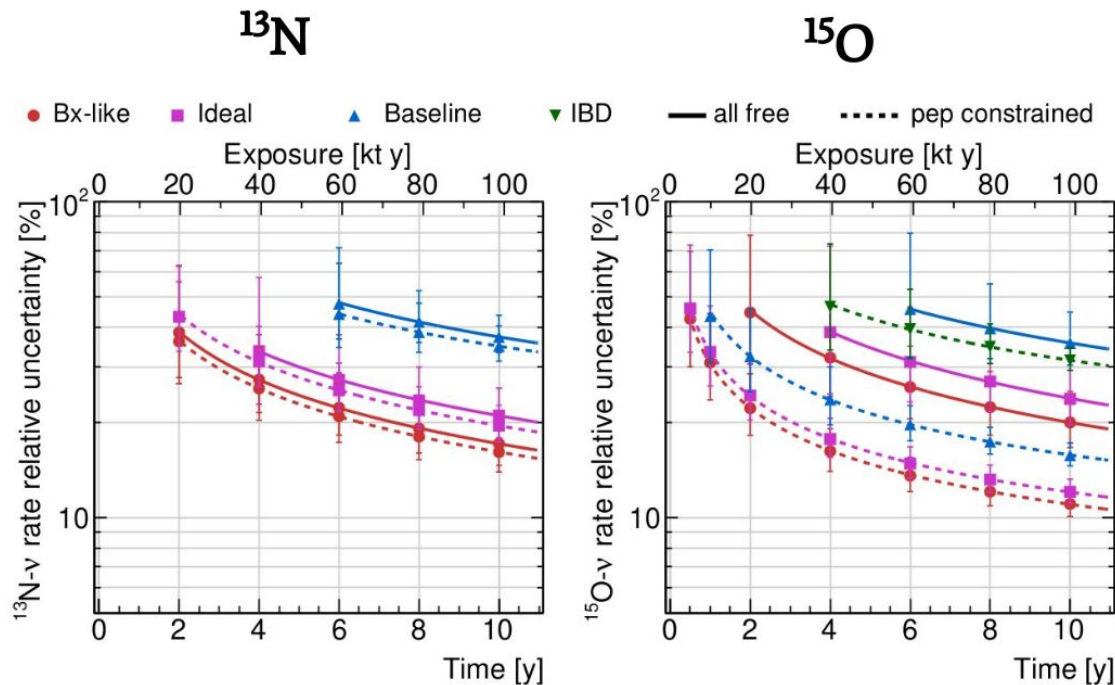 ¹³N ¹⁵O
Bx-like Ideal Baseline IBD all free pep constrained
Exposure [kt y] Exposure [kt y]
0 20 40 60 80 100 0 20 40 60 80 100
10² 10²
¹³N-ν rate relative uncertainty [%] ¹⁵O-ν rate relative uncertainty [%]
10 10
0 2 4 6 8 10 0 2 4 6 8 10
Time [y] Time [y]